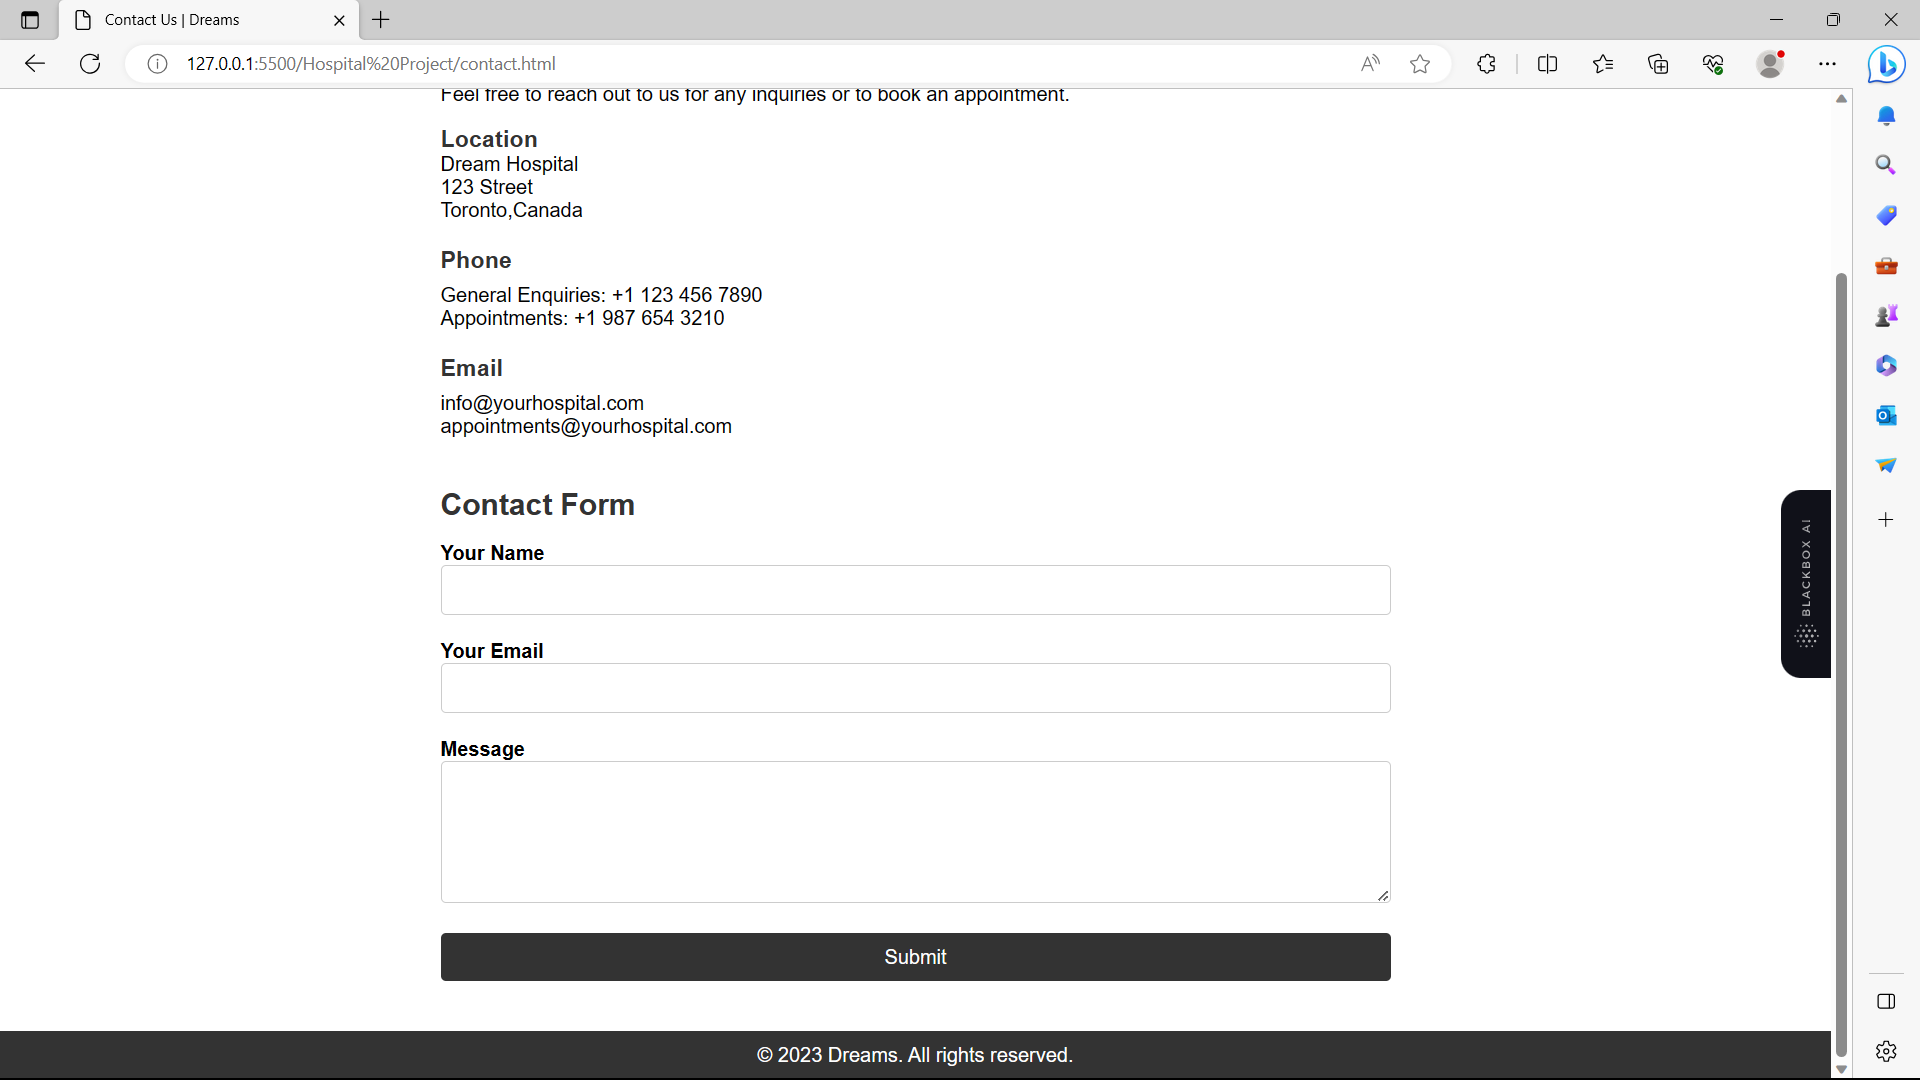 Contact Us | Dreams
127.0.0.1:5500/Hospital%20Project/contact.html
Feel free to reach out to us for any inquiries or to book an appointment.
Location
Dream Hospital
123 Street
Toronto,Canada
Phone
General Enquiries: +1 123 456 7890
Appointments: +1 987 654 3210
Email
info@yourhospital.com
appointments@yourhospital.com
Contact Form
Your Name
Your Email
Message
Submit
BLACKBOX AI
© 2023 Dreams. All rights reserved.